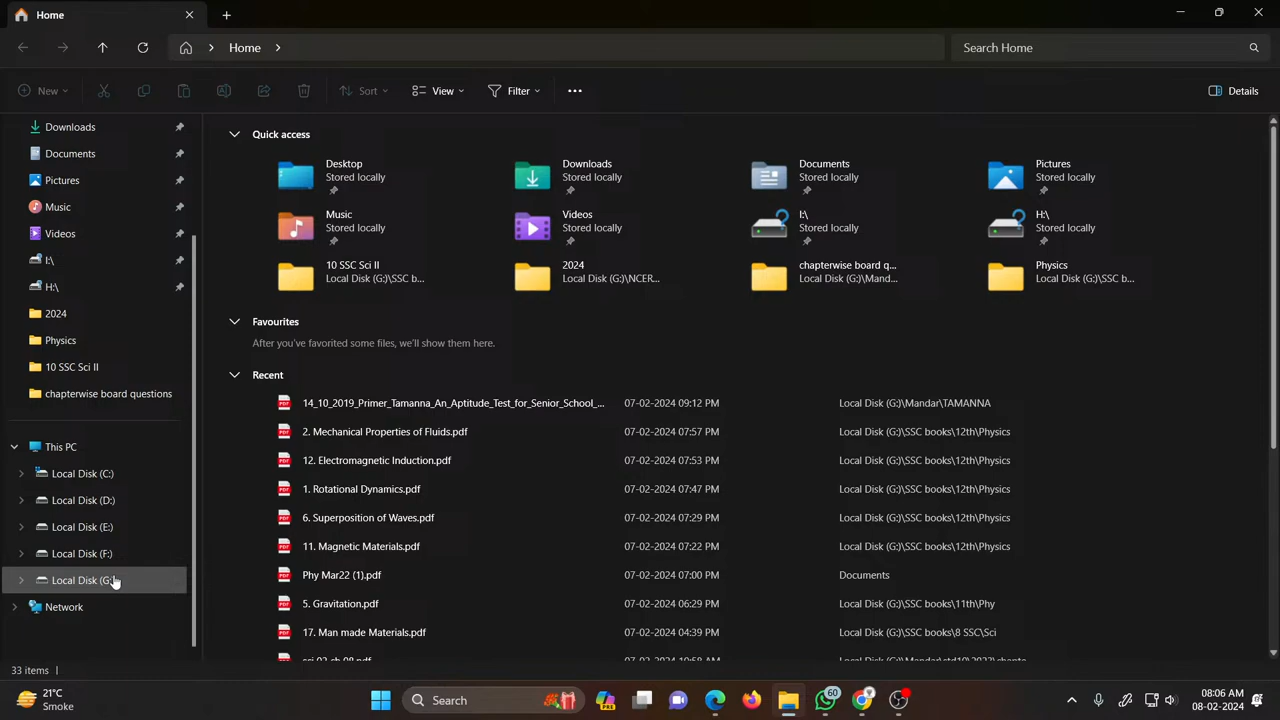 Home
Home
Search Home
New
Sort
View
Filter
Details
Downloads
Documents
Pictures
Music
Videos
I:\
H:\
2024
Physics
10 SSC Sci II
chapterwise board questions
This PC
Local Disk (C:)
Local Disk (D:)
Local Disk (E:)
Local Disk (F:)
Local Disk (G:)
Network
Quick access
Desktop
Stored locally
Downloads
Stored locally
Documents
Stored locally
Pictures
Stored locally
Music
Stored locally
Videos
Stored locally
I:\
Stored locally
H:\
Stored locally
10 SSC Sci II
Local Disk (G:)\SSC b...
2024
Local Disk (G:)\NCER...
chapterwise board q...
Local Disk (G:)\Mand...
Physics
Local Disk (G:)\SSC b...
Favourites
After you've favorited some files, we'll show them here.
Recent
14_10_2019_Primer_Tamanna_An_Aptitude_Test_for_Senior_School_... 07-02-2024 09:12 PM Local Disk (G:)\Mandar\TAMANNA
2. Mechanical Properties of Fluids.pdf 07-02-2024 07:57 PM Local Disk (G:)\SSC books\12th\Physics
12. Electromagnetic Induction.pdf 07-02-2024 07:53 PM Local Disk (G:)\SSC books\12th\Physics
1. Rotational Dynamics.pdf 07-02-2024 07:47 PM Local Disk (G:)\SSC books\12th\Physics
6. Superposition of Waves.pdf 07-02-2024 07:29 PM Local Disk (G:)\SSC books\12th\Physics
11. Magnetic Materials.pdf 07-02-2024 07:22 PM Local Disk (G:)\SSC books\12th\Physics
Phy Mar22 (1).pdf 07-02-2024 07:00 PM Documents
5. Gravitation.pdf 07-02-2024 06:29 PM Local Disk (G:)\SSC books\11th\Phy
17. Man made Materials.pdf 07-02-2024 04:39 PM Local Disk (G:)\SSC books\8 SSC\Sci
33 items
21°C
Smoke
Search
PRE
60
08:06 AM
08-02-2024